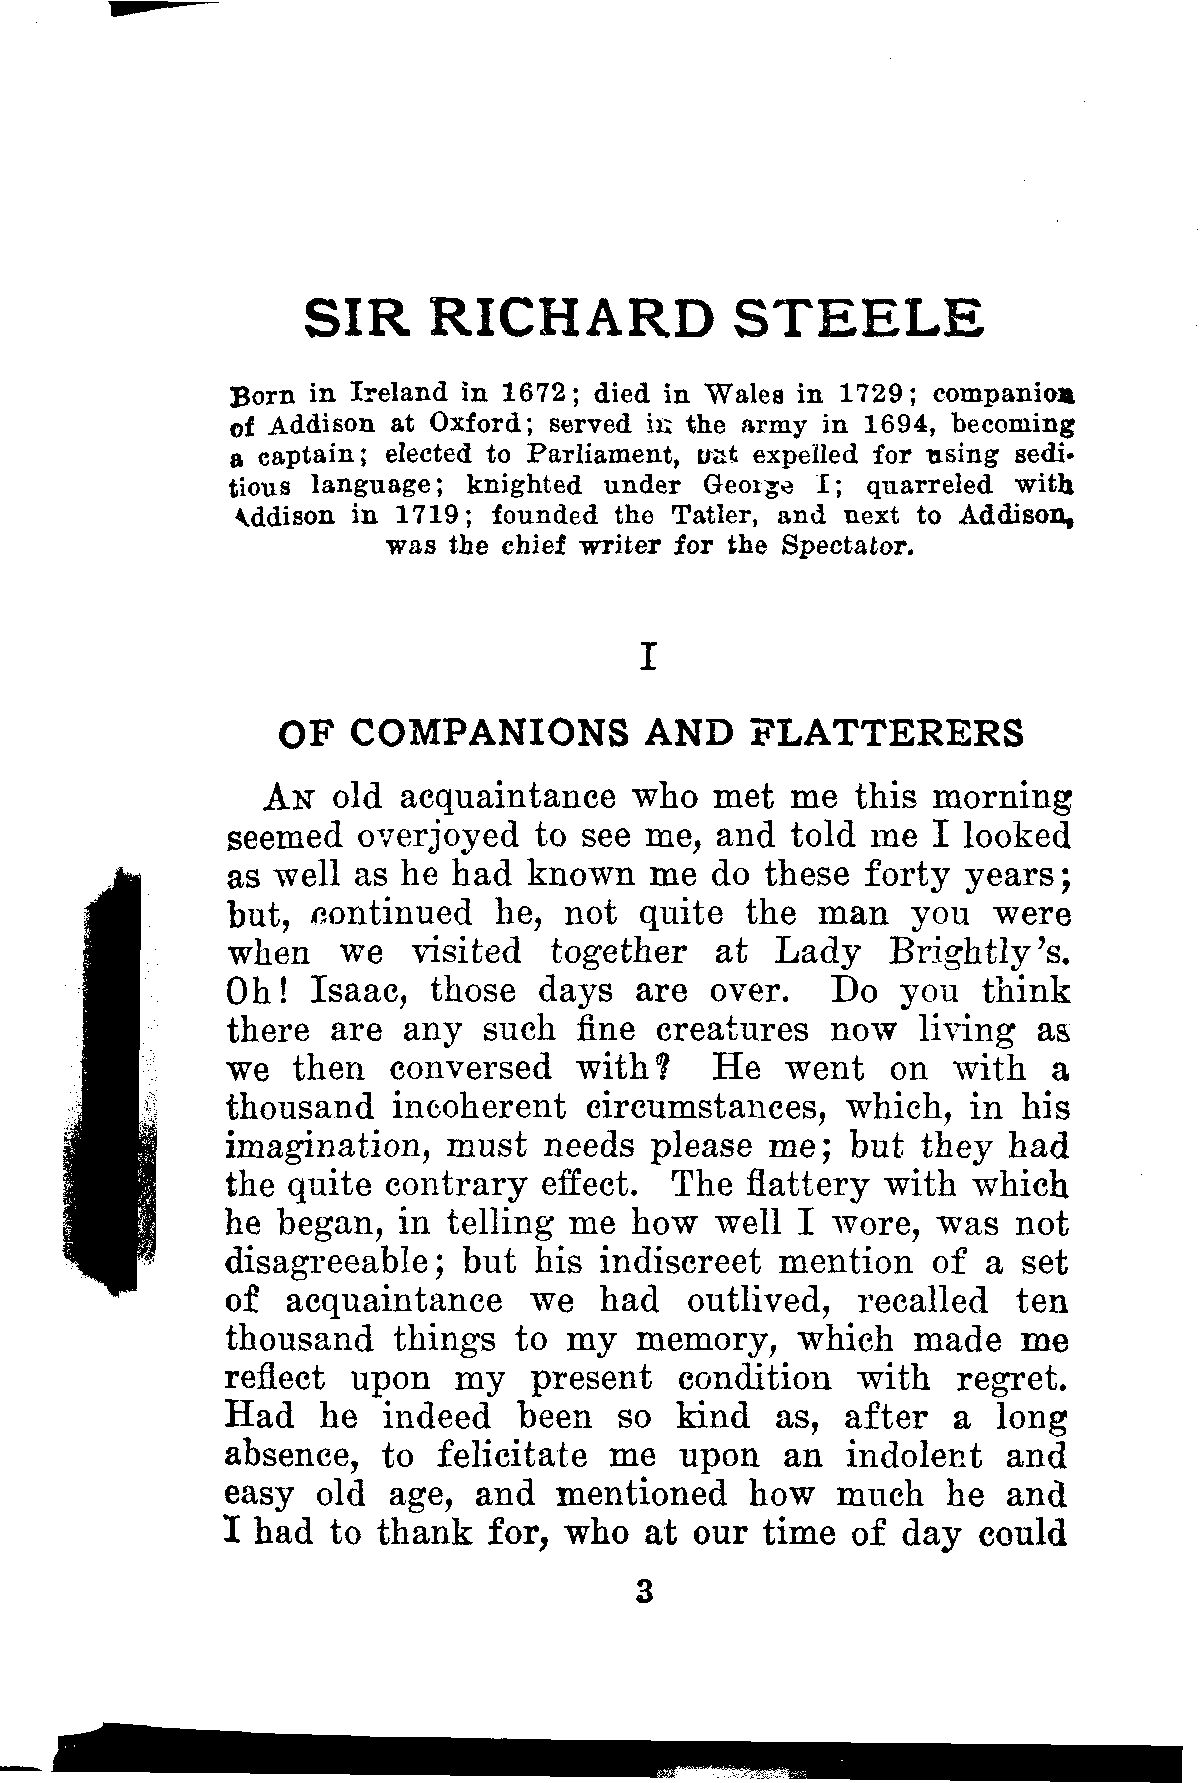 SIR RICHARD STEELE
Born in Ireland in 1672; died in Wales in 1729; companion
of Addison at Oxford; served in the army in 1694, becoming
a captain; elected to Parliament, but expelled for using sedi-
tious language; knighted under George I; quarreled with
Addison in 1719; founded the Tatler, and next to Addison,
was the chief writer for the Spectator.
I
OF COMPANIONS AND FLATTERERS
AN old acquaintance who met me this morning
seemed overjoyed to see me, and told me I looked
as well as he had known me do these forty years;
but, continued he, not quite the man you were
when we visited together at Lady Brightly's.
Oh! Isaac, those days are over. Do you think
there are any such fine creatures now living as
we then conversed with? He went on with a
thousand incoherent circumstances, which, in his
imagination, must needs please me; but they had
the quite contrary effect. The flattery with which
he began, in telling me how well I wore, was not
disagreeable; but his indiscreet mention of a set
of acquaintance we had outlived, recalled ten
thousand things to my memory, which made me
reflect upon my present condition with regret.
Had he indeed been so kind as, after a long
absence, to felicitate me upon an indolent and
easy old age, and mentioned how much he and
I had to thank for, who at our time of day could
3